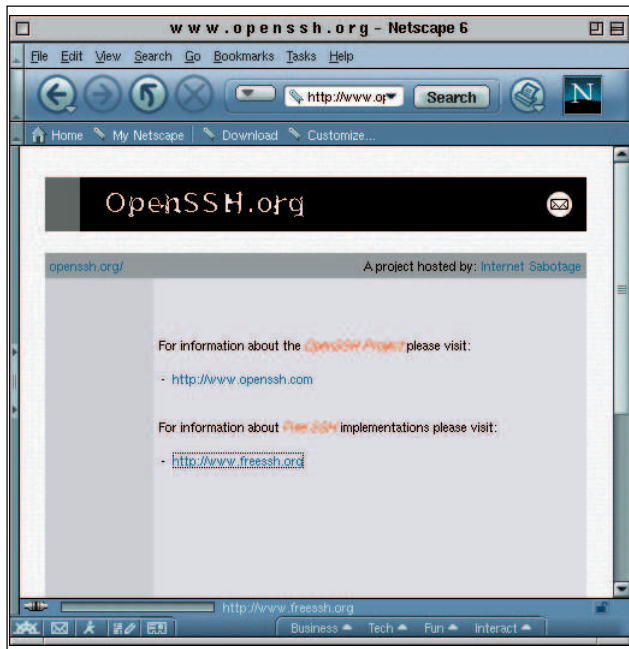 www.openssh.org - Netscape 6
File Edit View Search Go Bookmarks Tasks Help
http://www.op Search N
Home My Netscape Download Customize...
OpenSSH.org
openssh.org/ A project hosted by: Internet Sabotage
For information about the OpenSSH Project please visit:
- http://www.openssh.com
For information about Free SSH implementations please visit:
- http://www.freessh.org
http://www.freessh.org
Business Tech Fun Interact